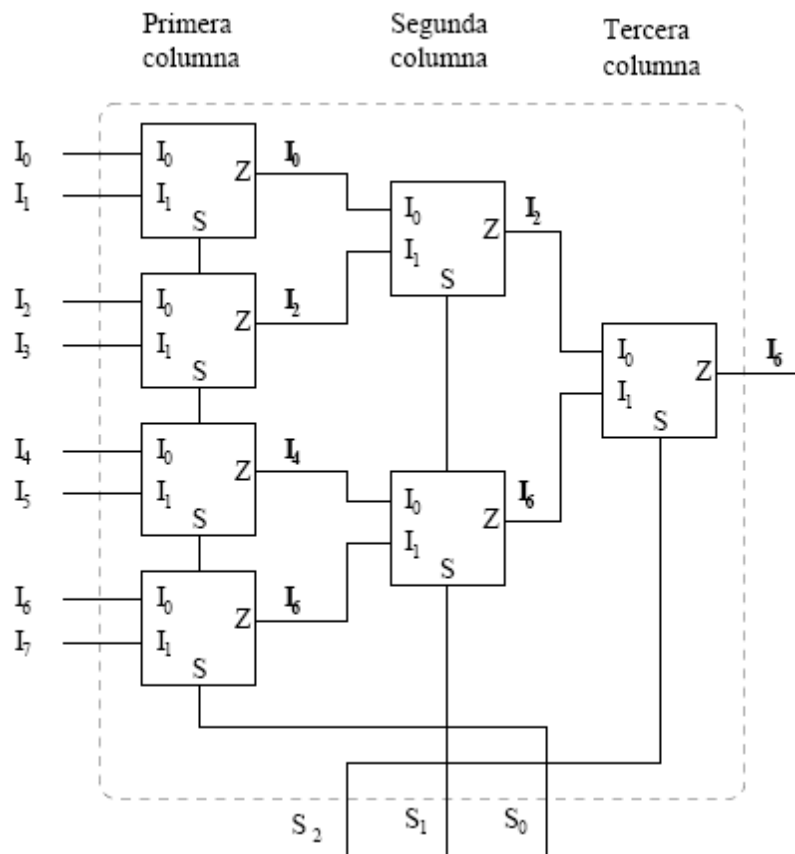 Primera
columna
Segunda
columna
Tercera
columna
I₀ I₀ Z I₀
I₁ I₁
S
I₀ Z I₂
I₁
S
I₂ I₀ Z I₂
I₃ I₁
S
I₀ Z I₆
I₁
S
I₄ I₀ Z I₄
I₅ I₁
S
I₀ Z I₆
I₁
S
I₆ I₀ Z I₆
I₇ I₁
S
S₂ S₁ S₀